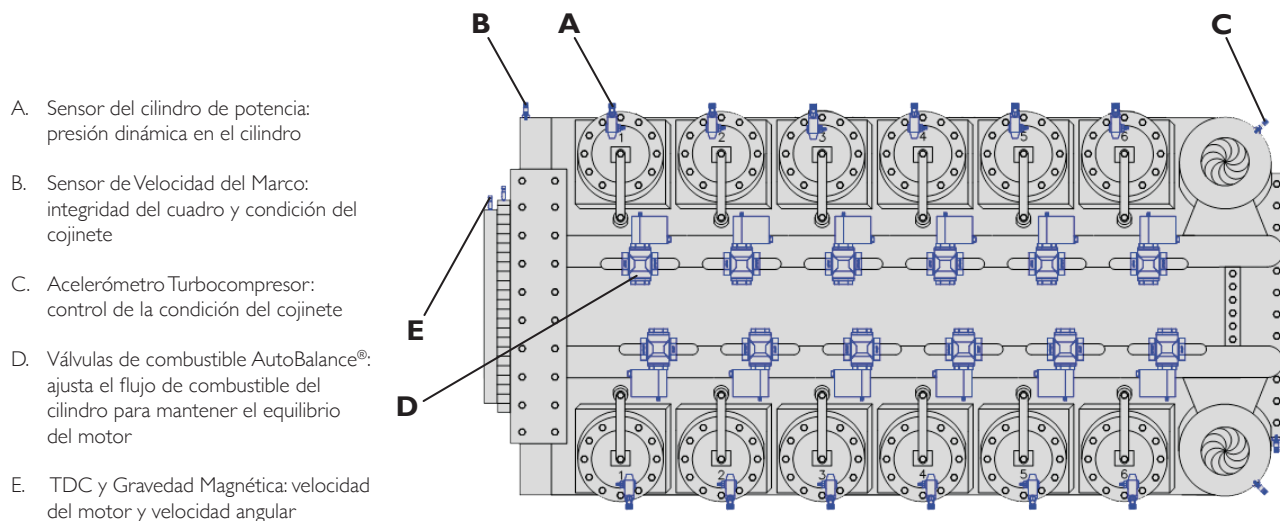 B
A
C
A. Sensor del cilindro de potencia:
presión dinámica en el cilindro
B. Sensor de Velocidad del Marco:
integridad del cuadro y condición del
cojinete
C. Acelerómetro Turbocompresor:
control de la condición del cojinete
D. Válvulas de combustible AutoBalance®:
ajusta el flujo de combustible del
cilindro para mantener el equilibrio
del motor
E. TDC y Gravedad Magnética: velocidad
del motor y velocidad angular
1 2 3 4 5 6
E
D
1 2 3 4 5 6